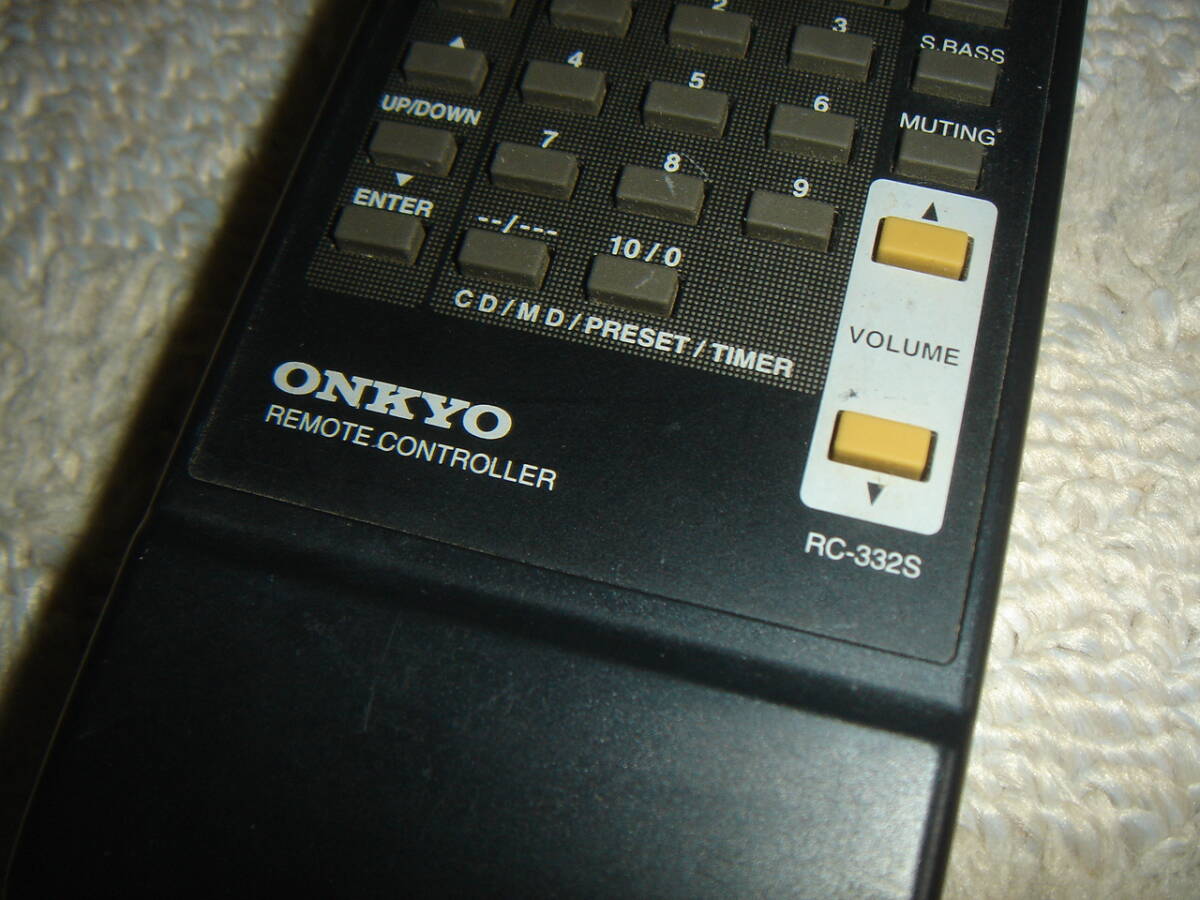 2
3
S.BASS
▲
4
5
6
UP/DOWN
MUTING
7
8
9
▼
ENTER
--/---
10/0
▲
CD/MD/PRESET/TIMER
VOLUME
▼
ONKYO
REMOTE CONTROLLER
RC-332S